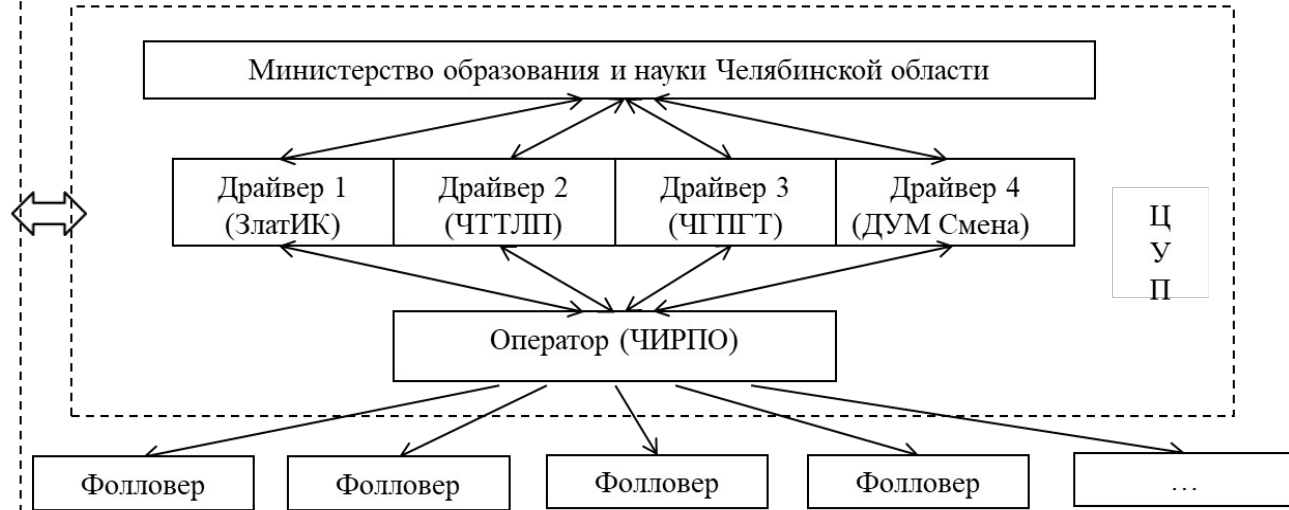 Министерство образования и науки Челябинской области
Драйвер 1
(ЗлатИК)
Драйвер 2
(ЧТТЛП)
Драйвер 3
(ЧГПГТ)
Драйвер 4
(ДУМ Смена)
Ц
У
П
Оператор (ЧИРПО)
Фолловер
Фолловер
Фолловер
Фолловер
…